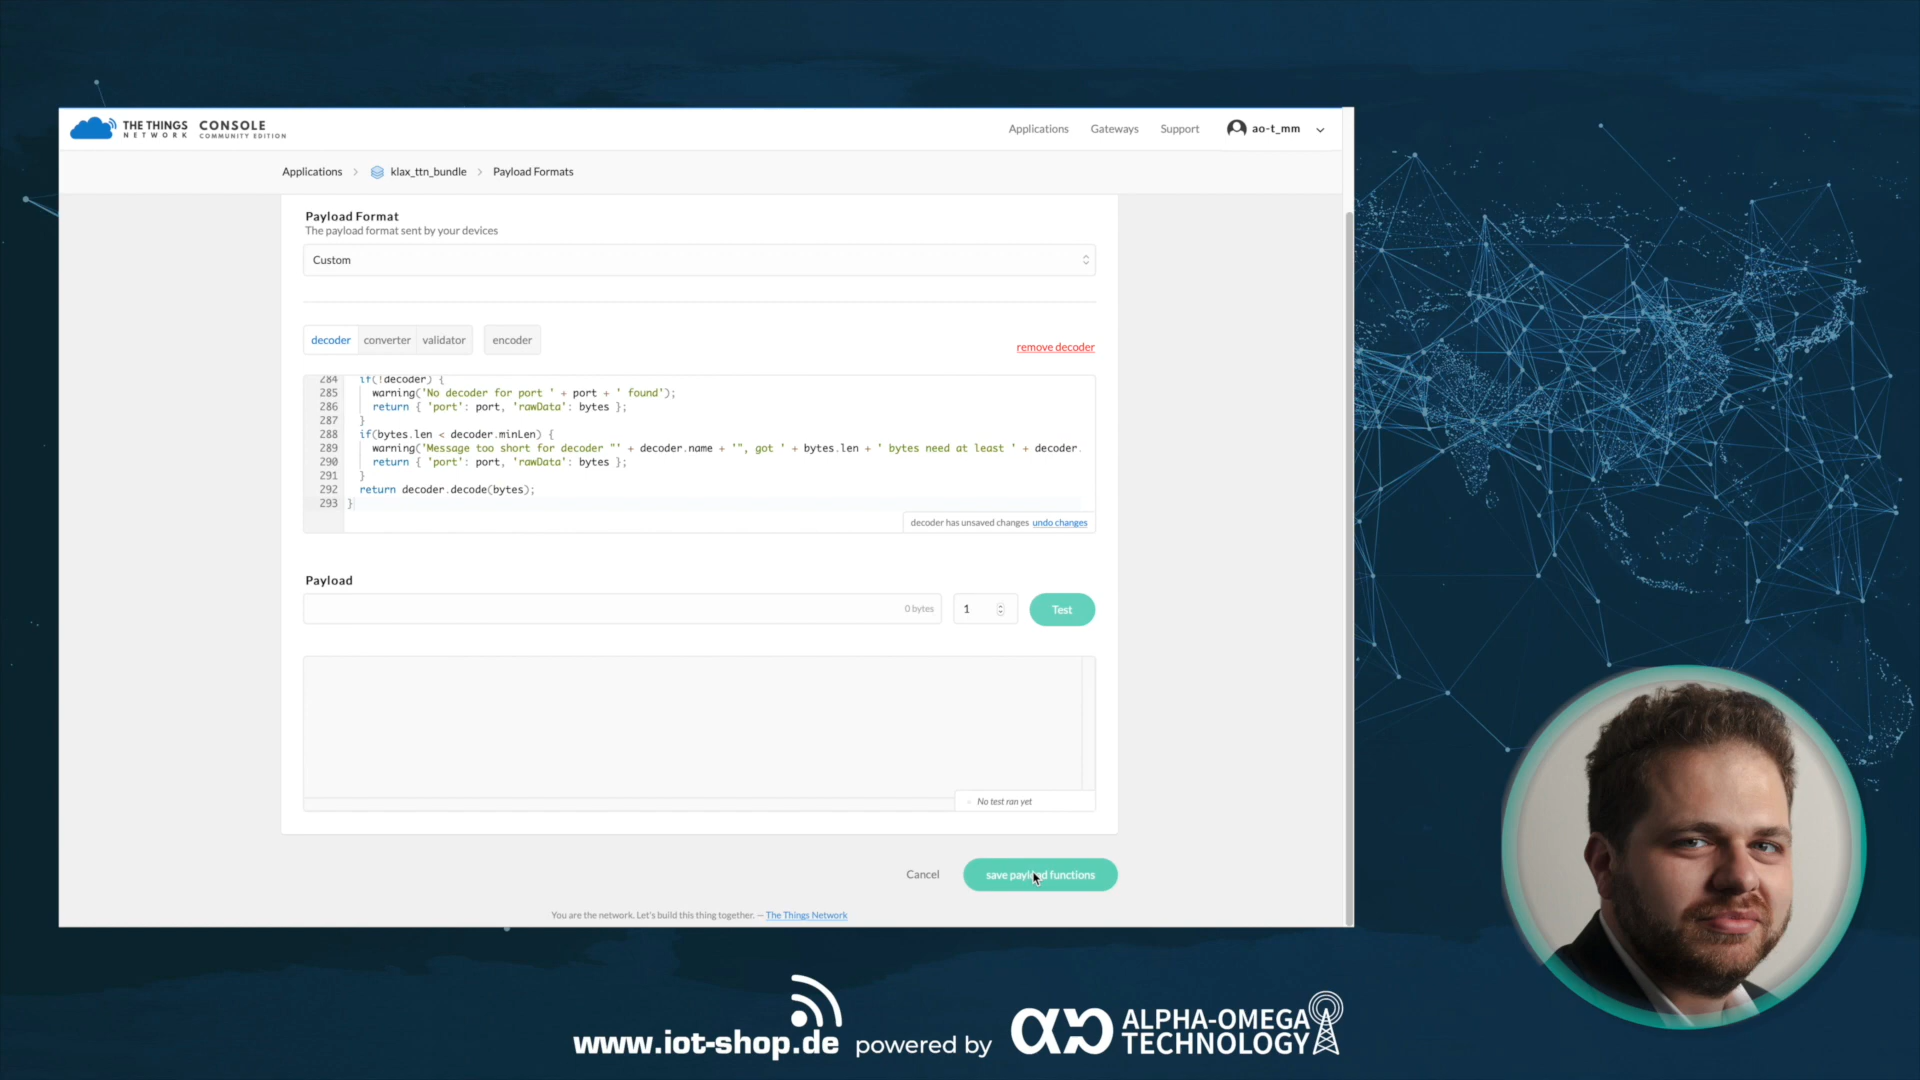 THE THINGS NETWORK CONSOLE COMMUNITY EDITION
Applications Gateways Support ao-t_mm
Applications > klax_ttn_bundle > Payload Formats
Payload Format
The payload format sent by your devices
Custom
decoder converter validator encoder
remove decoder
284 if(!decoder) {
285 warning('No decoder for port ' + port + ' found');
286 return { 'port': port, 'rawData': bytes };
287 }
288 if(bytes.len < decoder.minLen) {
289 warning('Message too short for decoder "' + decoder.name + '", got ' + bytes.len + ' bytes need at least ' + decoder.
290 return { 'port': port, 'rawData': bytes };
291 }
292 return decoder.decode(bytes);
293 }
decoder has unsaved changes undo changes
Payload
0 bytes 1 Test
No test ran yet
Cancel save payload functions
You are the network. Let's build this thing together. — The Things Network
www.iot-shop.de powered by ALPHA-OMEGA TECHNOLOGY